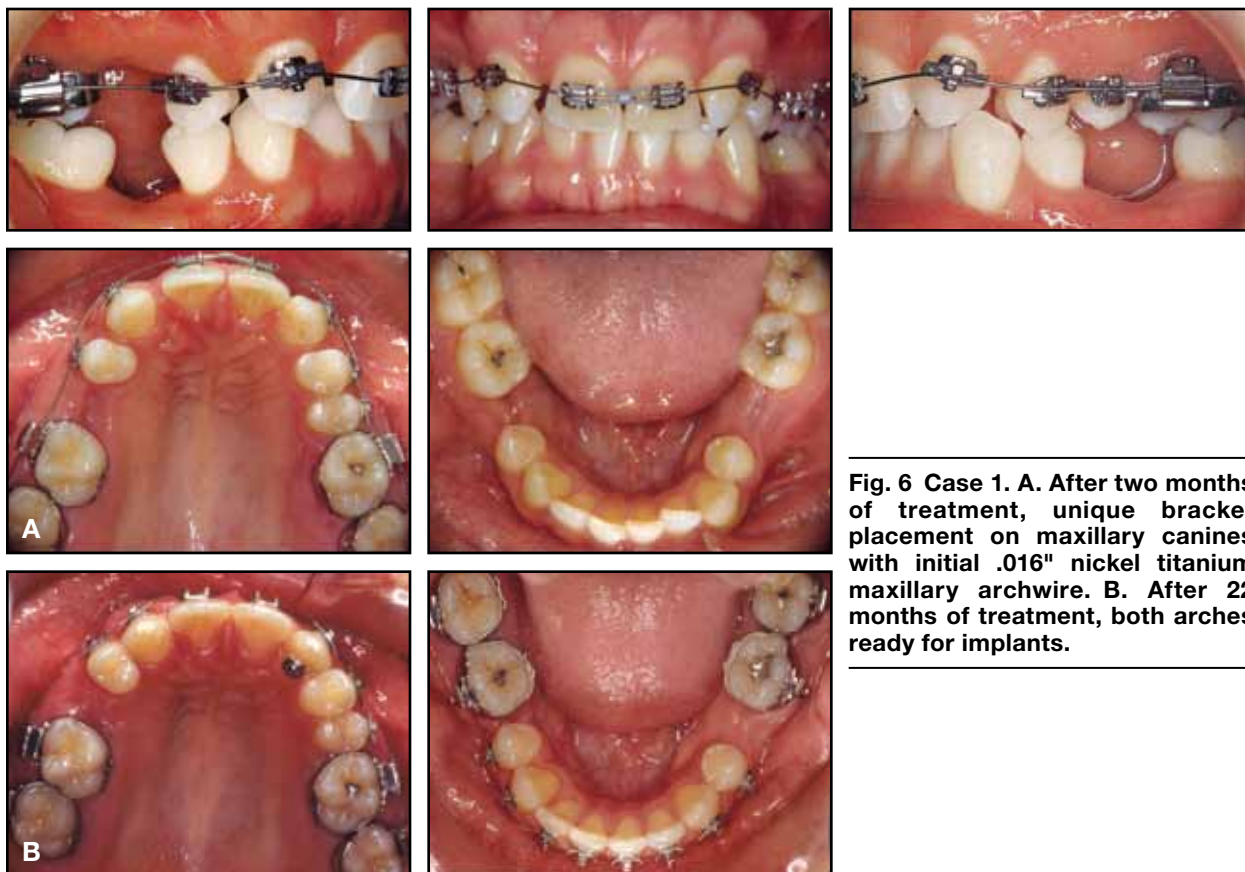 A
B
Fig. 6 Case 1. A. After two months
of treatment, unique bracke
placement on maxillary canines
with initial .016" nickel titanium
maxillary archwire. B. After 22
months of treatment, both arches
ready for implants.